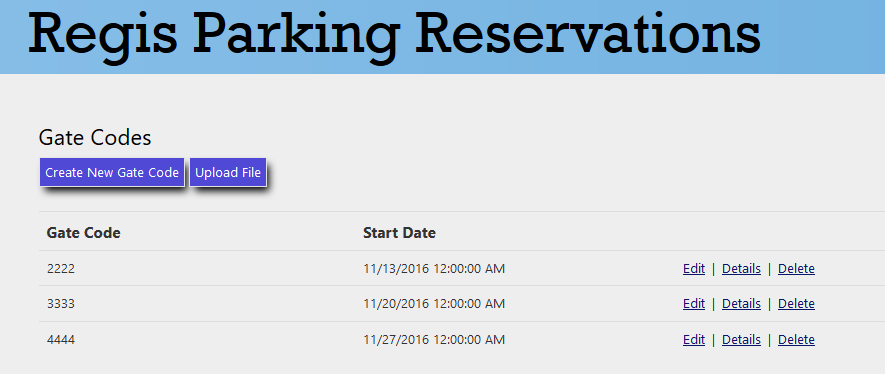 Regis Parking Reservations
Gate Codes
Create New Gate Code Upload File
Gate Code Start Date
2222 11/13/2016 12:00:00 AM Edit | Details | Delete
3333 11/20/2016 12:00:00 AM Edit | Details | Delete
4444 11/27/2016 12:00:00 AM Edit | Details | Delete